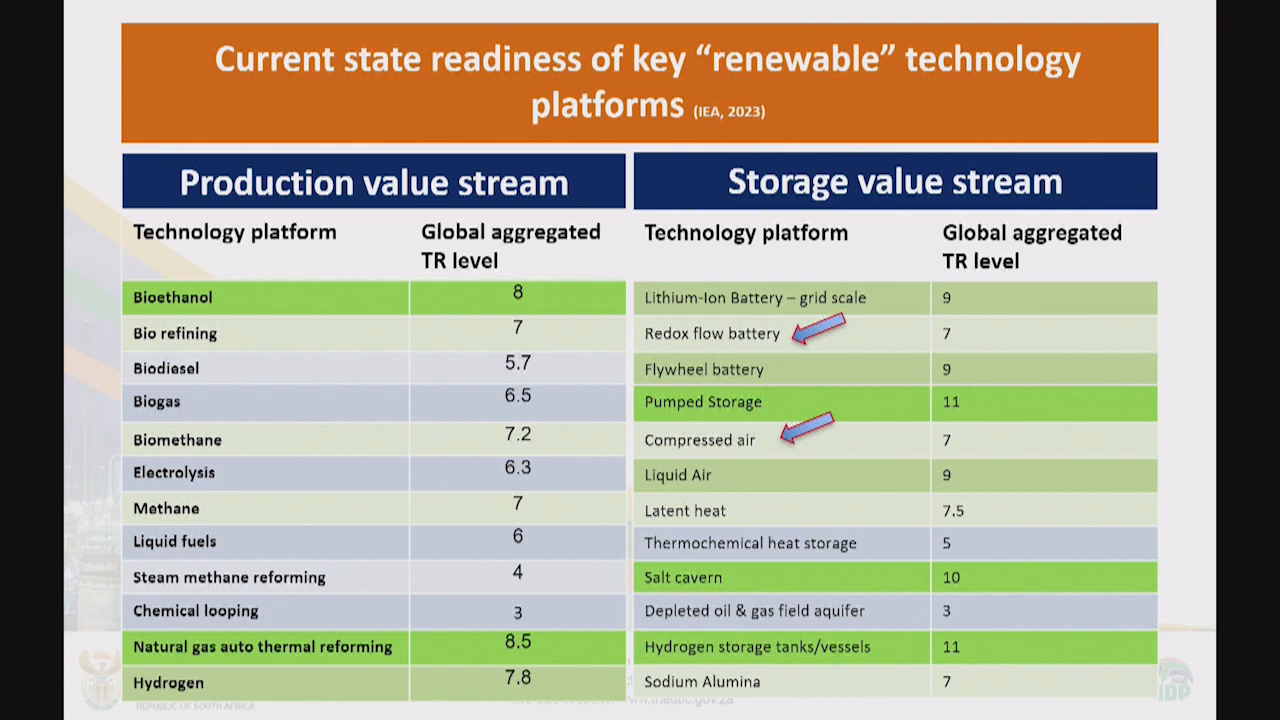 Current state readiness of key “renewable” technology
platforms (IEA, 2023)
Production value stream
Technology platform Global aggregated
TR level
Bioethanol 8
Bio refining 7
Biodiesel 5.7
Biogas 6.5
Biomethane 7.2
Electrolysis 6.3
Methane 7
Liquid fuels 6
Steam methane reforming 4
Chemical looping 3
Natural gas auto thermal reforming 8.5
Hydrogen 7.8
Storage value stream
Technology platform Global aggregated
TR level
Lithium-Ion Battery – grid scale 9
Redox flow battery 7
Flywheel battery 9
Pumped Storage 11
Compressed air 7
Liquid Air 9
Latent heat 7.5
Thermochemical heat storage 5
Salt cavern 10
Depleted oil & gas field aquifer 3
Hydrogen storage tanks/vessels 11
Sodium Alumina 7
REPUBLIC OF SOUTH AFRICA
IDP